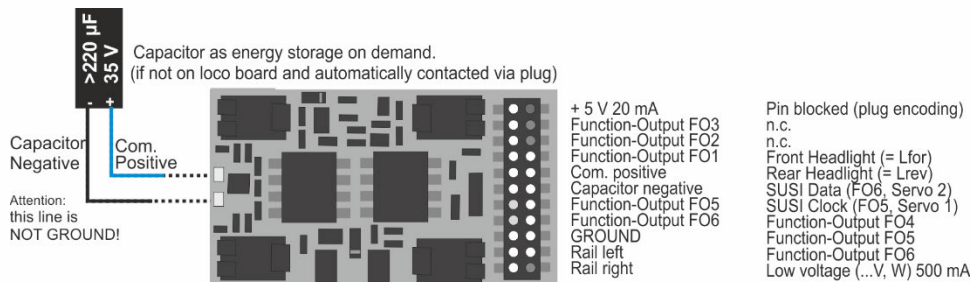 >220 µF
35 V
- +
Capacitor as energy storage on demand.
(if not on loco board and automatically contacted via plug)
Capacitor
Negative
Com.
Positive
Attention:
this line is
NOT GROUND!
+ 5 V 20 mA
Function-Output FO3
Function-Output FO2
Function-Output FO1
Com. positive
Capacitor negative
Function-Output FO5
Function-Output FO6
GROUND
Rail left
Rail right
Pin blocked (plug encoding)
n.c.
n.c.
Front Headlight (= Lfor)
Rear Headlight (= Lrev)
SUSI Data (FO6, Servo 2)
SUSI Clock (FO5, Servo 1)
Function-Output FO4
Function-Output FO5
Function-Output FO6
Low voltage (...V, W) 500 mA